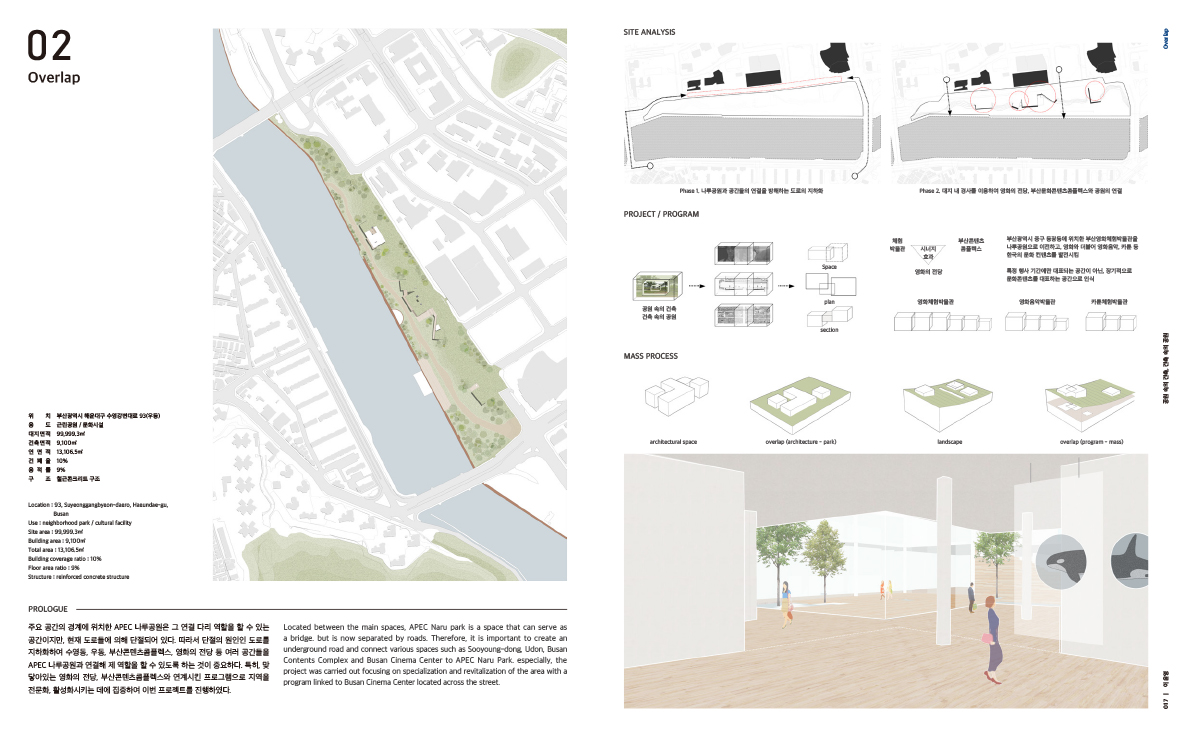 02
Overlap
위 치 부산광역시 해운대구 수영강변대로 93(우동)
용 도 근린공원 / 문화시설
대지면적 99,999.3㎡
건축면적 9,100㎡
연 면 적 13,106.5㎡
건 폐 율 10%
용 적 률 9%
구 조 철근콘크리트 구조
Location : 93, Suyeonggangbyeon-daero, Haeundae-gu,
Busan
Use : neighborhood park / cultural facility
Site area : 99,999.3㎡
Building area : 9,100㎡
Total area : 13,106.5㎡
Building coverage ratio : 10%
Floor area ratio : 9%
Structure : reinforced concrete structure
PROLOGUE
주요 공간의 경계에 위치한 APEC 나루공원은 그 연결 다리 역할을 할 수 있는
공간이지만, 현재 도로들에 의해 단절되어 있다. 따라서 단절의 원인인 도로를
지하화하여 수영동, 우동, 부산콘텐츠콤플렉스, 영화의 전당 등 여러 공간들을
APEC 나루공원과 연결해 제 역할을 할 수 있도록 하는 것이 중요하다. 특히, 맞
닿아있는 영화의 전당, 부산콘텐츠콤플렉스와 연계시킨 프로그램으로 지역을
전문화, 활성화시키는 데에 집중하여 이번 프로젝트를 진행하였다.
Located between the main spaces, APEC Naru park is a space that can serve as
a bridge. but is now separated by roads. Therefore, it is important to create an
underground road and connect various spaces such as Sooyoung-dong, Udon, Busan
Contents Complex and Busan Cinema Center to APEC Naru Park. especially, the
project was carried out focusing on specialization and revitalization of the area with a
program linked to Busan Cinema Center located across the street.
SITE ANALYSIS
Phase 1. 나루공원과 공간들의 연결을 방해하는 도로의 지하화
Phase 2. 대지 내 경사를 이용하여 영화의 전당, 부산문화콘텐츠콤플렉스와 공원의 연결
PROJECT / PROGRAM
공원 속의 건축
건축 속의 공원
Space
plan
section
체험
박물관
시너지
효과
부산콘텐츠
콤플렉스
영화의 전당
부산광역시 중구 동광동에 위치한 부산영화체험박물관을
나루공원으로 이전하고, 영화와 더불어 영화음악, 카툰 등
한국의 문화 컨텐츠를 발전시킴
특정 행사 기간에만 대표되는 공간이 아닌, 장기적으로
문화콘텐츠를 대표하는 공간으로 인식
영화체험박물관
영화음악박물관
카툰체험박물관
MASS PROCESS
architectural space
overlap (architecture - park)
landscape
overlap (program - mass)
Overlap
공원 속의 건축, 건축 속의 공원
017 | 이용영